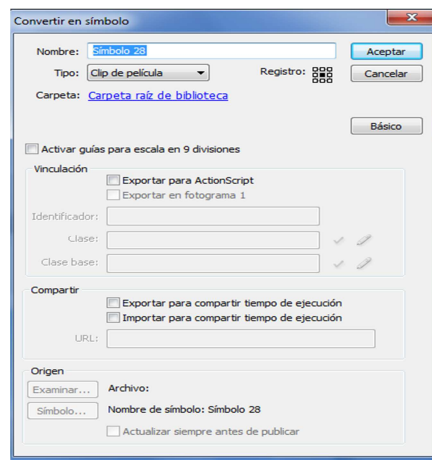 Convertir en símbolo
Nombre: Símbolo 28 Aceptar
Tipo: Clip de película Registro: Cancelar
Carpeta: Carpeta raíz de biblioteca
Básico
Activar guías para escala en 9 divisiones
Vinculación
Exportar para ActionScript
Exportar en fotograma 1
Identificador:
Clase:
Clase base:
Compartir
Exportar para compartir tiempo de ejecución
Importar para compartir tiempo de ejecución
URL:
Origen
Examinar... Archivo:
Símbolo... Nombre de símbolo: Símbolo 28
Actualizar siempre antes de publicar